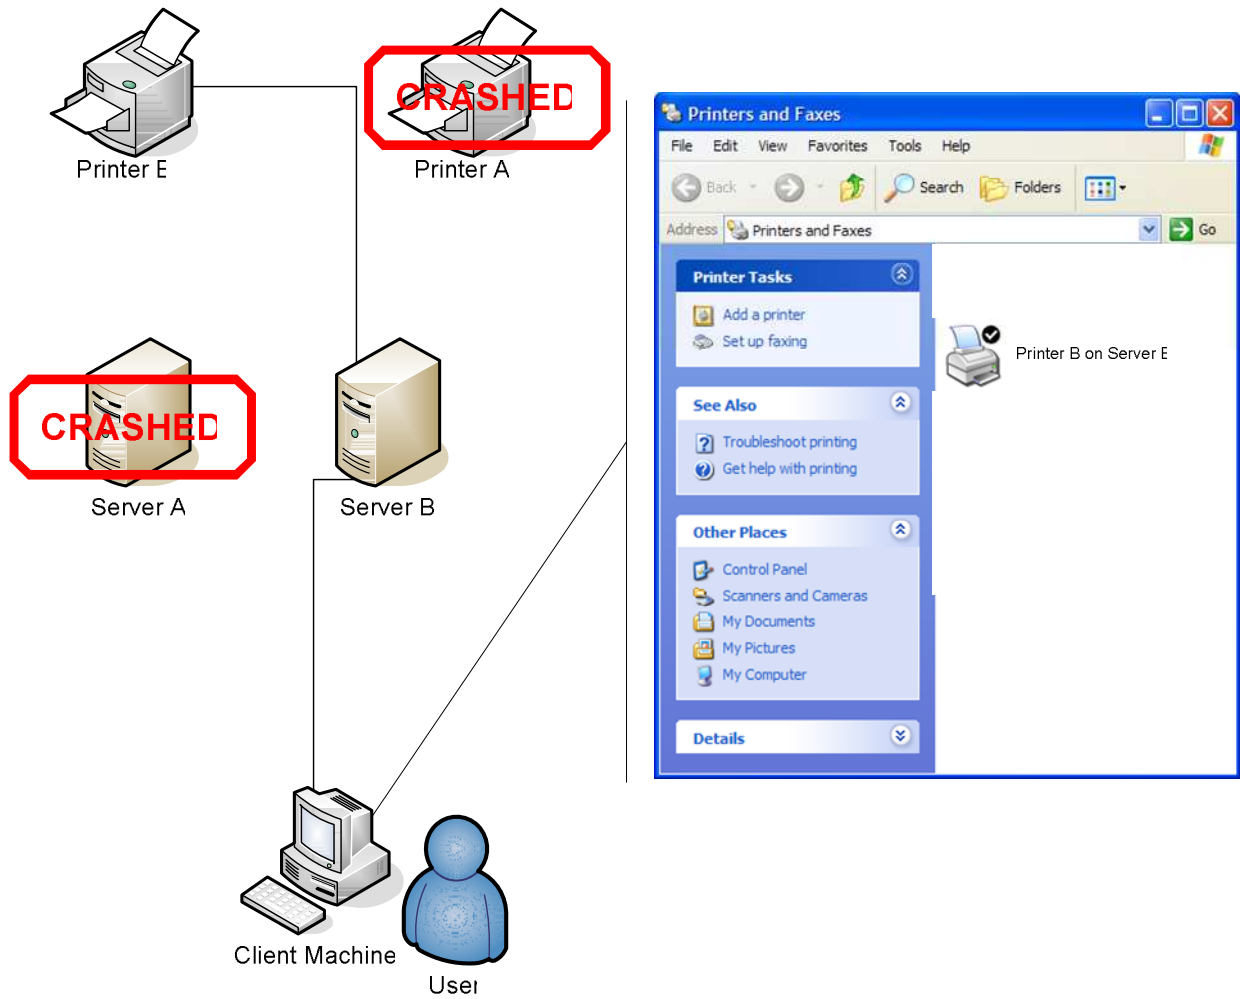 CRASHED
Printer B
Printer A
CRASHED
Server A
Server B
Client Machine
User
Printers and Faxes
File Edit View Favorites Tools Help
Back Search Folders
Address Printers and Faxes Go
Printer Tasks
Add a printer
Set up faxing
Printer B on Server B
See Also
Troubleshoot printing
Get help with printing
Other Places
Control Panel
Scanners and Cameras
My Documents
My Pictures
My Computer
Details